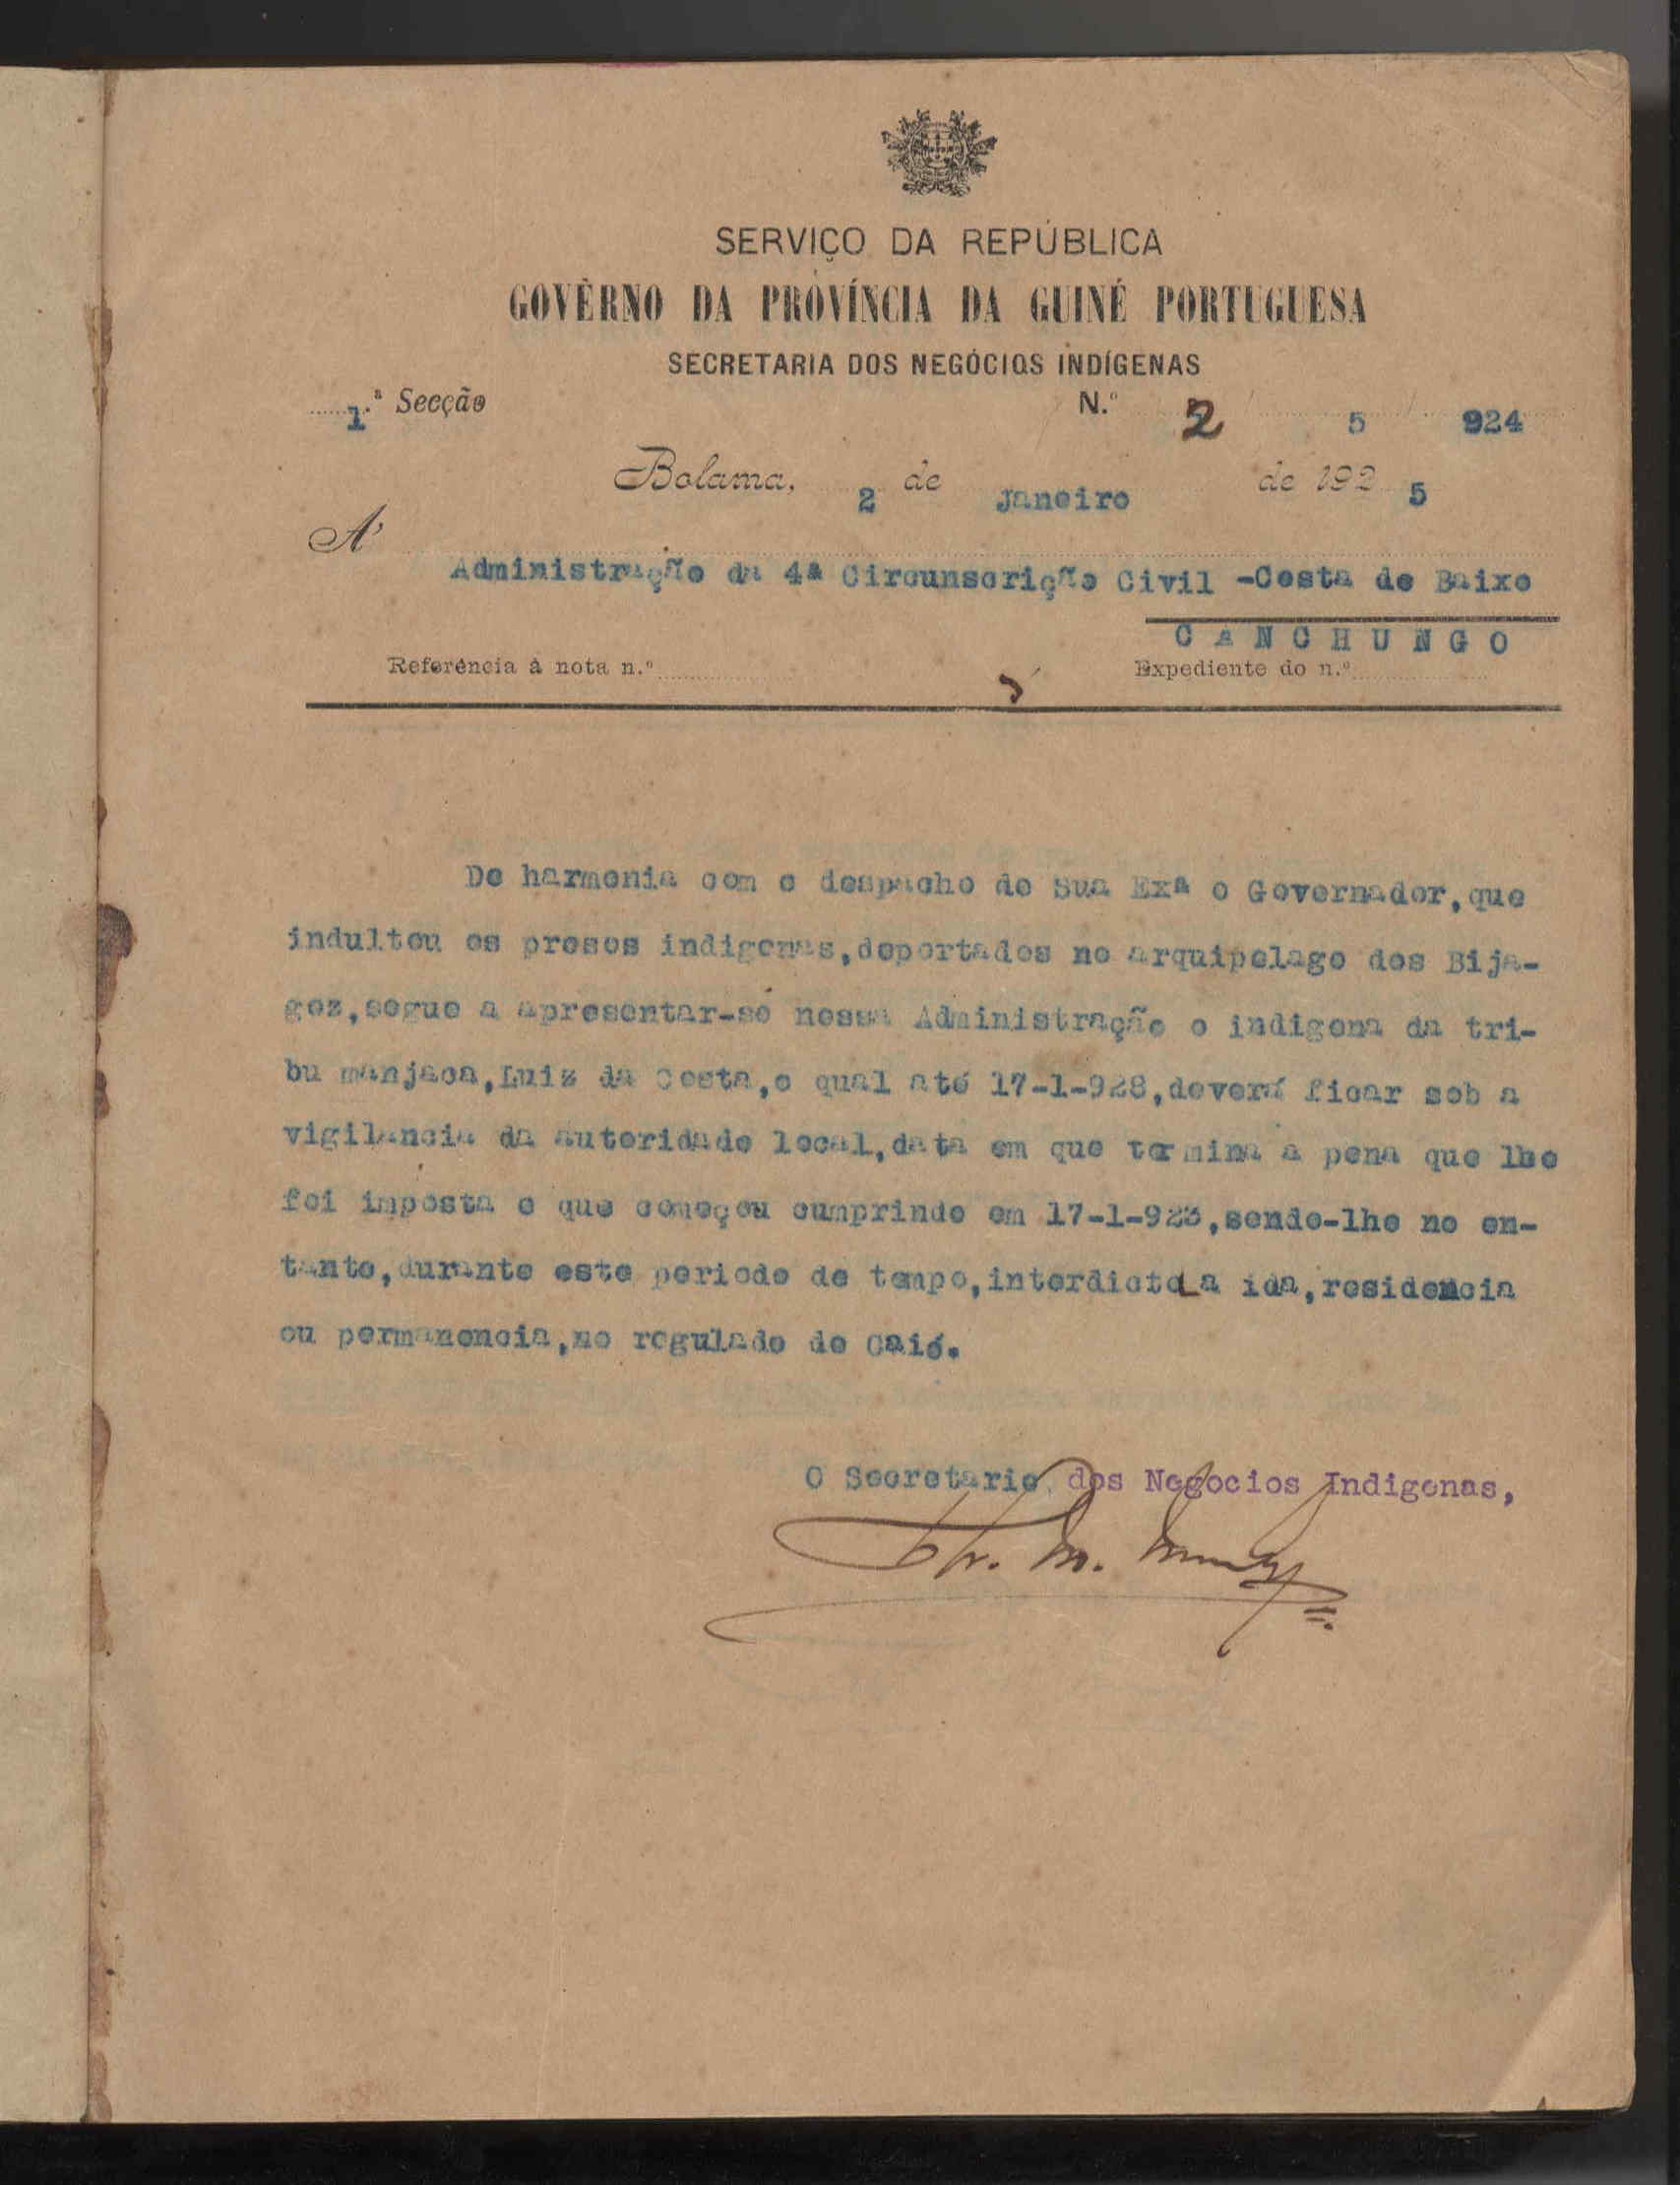 SERVIÇO DA REPÚBLICA
GOVÊRNO DA PROVÍNCIA DA GUINÉ PORTUGUESA
SECRETARIA DOS NEGÓCIOS INDÍGENAS
1.ª Secção N.º 2 / 5 / 924
Bolama, 2 de Janeiro de 192 5
A'
Administração da 4ª Circunscrição Civil -Costa de Baixo
CANCHUNGO
Referência à nota n.º Expediente do n.º
De harmonia com o despacho de Sua Exª o Governador,que
indultou os presos indigenas,deportados no arquipelago dos Bija-
goz,segue a apresentar-se nessa Administração o indigena da tri-
bu manjaca,Luiz da Costa,o qual até 17-1-928,deverá ficar sob a
vigilancia da autoridade local,data em que termina a pena que lhe
foi imposta e que começou cumprindo em 17-1-923,sendo-lhe no en-
tanto,durante este periodo de tempo,interdicta a ida,residencia
ou permanencia,no regulado de Caió.
O Secretario dos Negocios Indigenas,